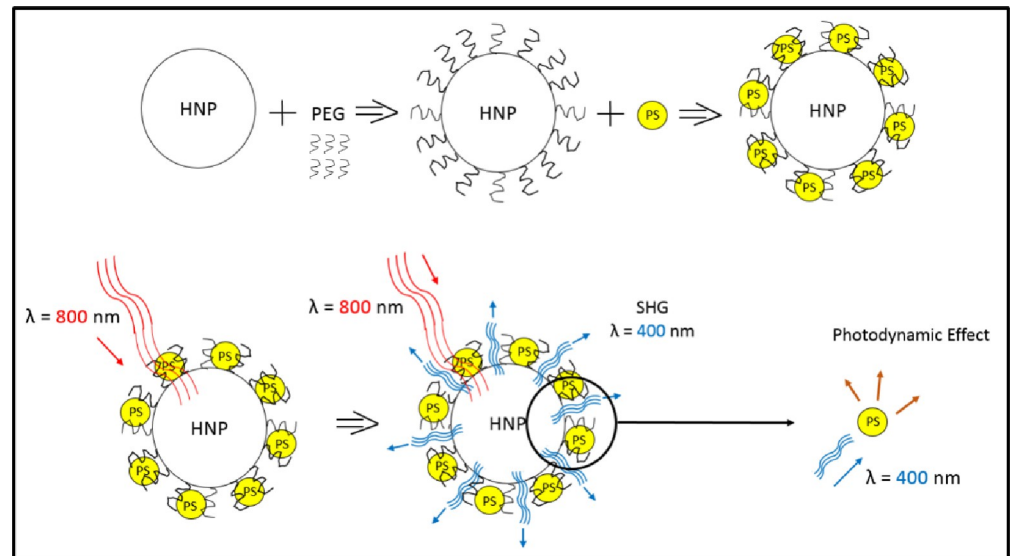 HNP
PEG
HNP
PS
PS
PS
PS
PS
PS
HNP
PS
PS
PS
PS
λ = 800 nm
PS
PS
PS
PS
HNP
PS
PS
PS
PS
λ = 800 nm
SHG
λ = 400 nm
PS
PS
PS
PS
HNP
PS
PS
PS
PS
Photodynamic Effect
PS
λ = 400 nm